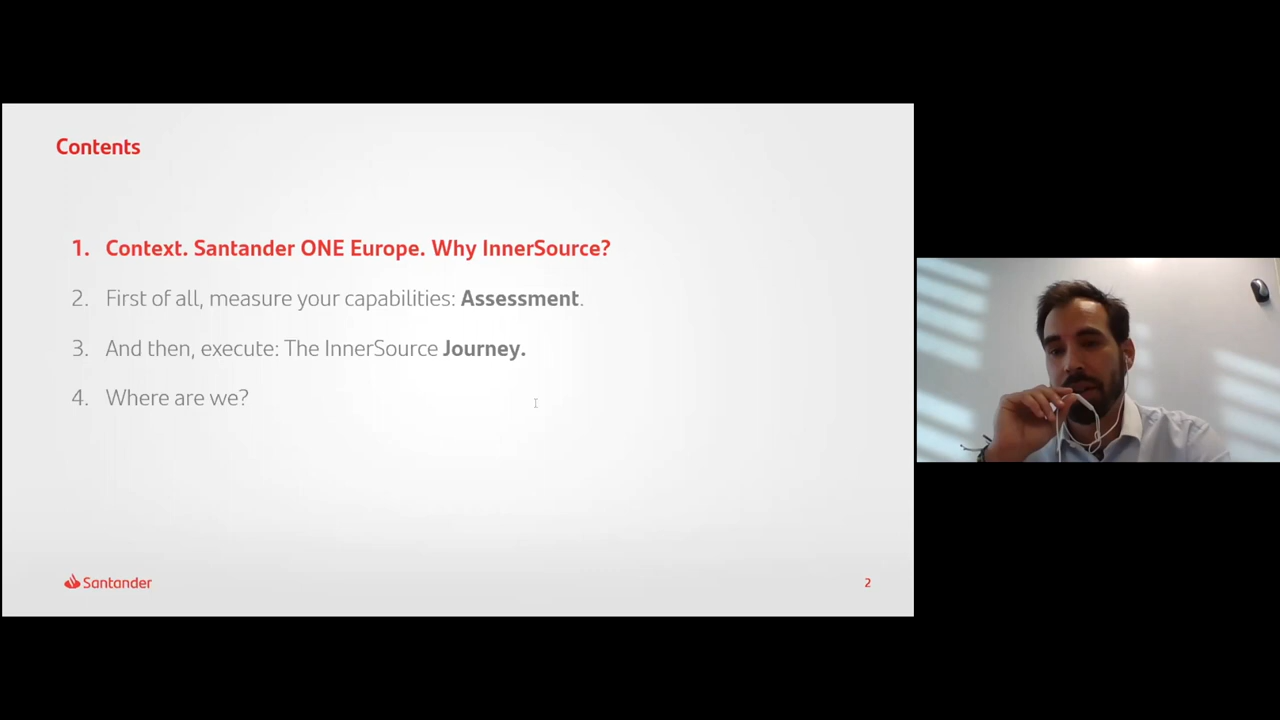 Contents
1. Context. Santander ONE Europe. Why InnerSource?
2. First of all, measure your capabilities: Assessment.
3. And then, execute: The InnerSource Journey.
4. Where are we?
Santander
2